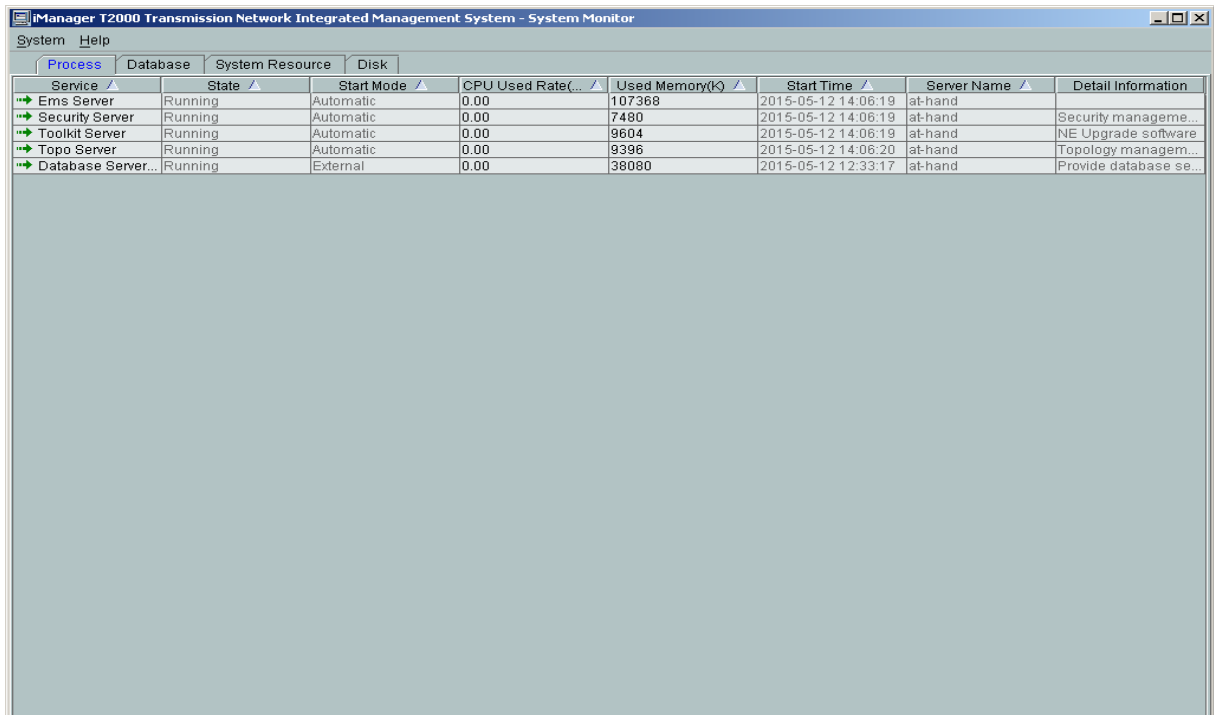 iManager T2000 Transmission Network Integrated Management System - System Monitor
System Help
Process Database System Resource Disk
Service State Start Mode CPU Used Rate(... Used Memory(K) Start Time Server Name Detail Information
Ems Server Running Automatic 0.00 107368 2015-05-12 14:06:19 at-hand
Security Server Running Automatic 0.00 7480 2015-05-12 14:06:19 at-hand Security manageme...
Toolkit Server Running Automatic 0.00 9604 2015-05-12 14:06:19 at-hand NE Upgrade software
Topo Server Running Automatic 0.00 9396 2015-05-12 14:06:20 at-hand Topology managem...
Database Server... Running External 0.00 38080 2015-05-12 12:33:17 at-hand Provide database se...